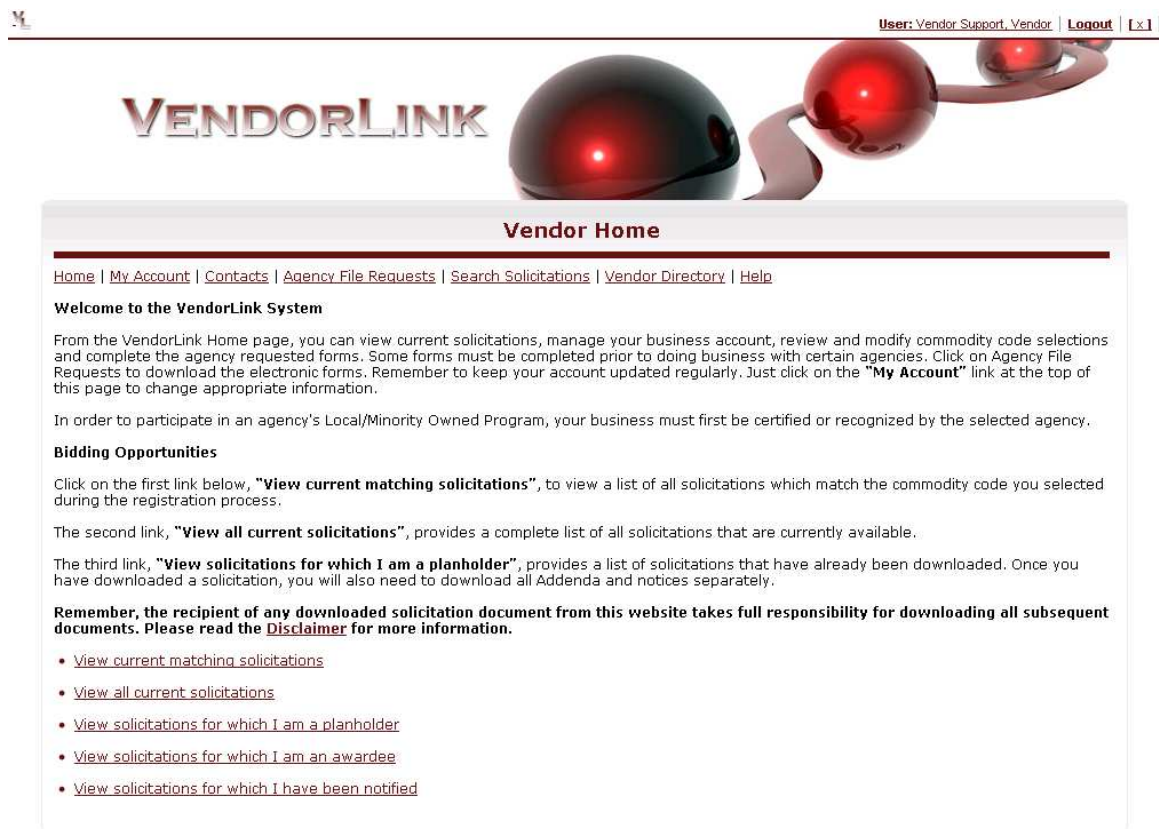 VL
User: Vendor Support, Vendor | Logout | [ x ]
VENDORLINK
Vendor Home
Home | My Account | Contacts | Agency File Requests | Search Solicitations | Vendor Directory | Help
Welcome to the VendorLink System
From the VendorLink Home page, you can view current solicitations, manage your business account, review and modify commodity code selections
and complete the agency requested forms. Some forms must be completed prior to doing business with certain agencies. Click on Agency File
Requests to download the electronic forms. Remember to keep your account updated regularly. Just click on the "My Account" link at the top of
this page to change appropriate information.
In order to participate in an agency's Local/Minority Owned Program, your business must first be certified or recognized by the selected agency.
Bidding Opportunities
Click on the first link below, "View current matching solicitations", to view a list of all solicitations which match the commodity code you selected
during the registration process.
The second link, "View all current solicitations", provides a complete list of all solicitations that are currently available.
The third link, "View solicitations for which I am a planholder", provides a list of solicitations that have already been downloaded. Once you
have downloaded a solicitation, you will also need to download all Addenda and notices separately.
Remember, the recipient of any downloaded solicitation document from this website takes full responsibility for downloading all subsequent
documents. Please read the Disclaimer for more information.
• View current matching solicitations
• View all current solicitations
• View solicitations for which I am a planholder
• View solicitations for which I am an awardee
• View solicitations for which I have been notified